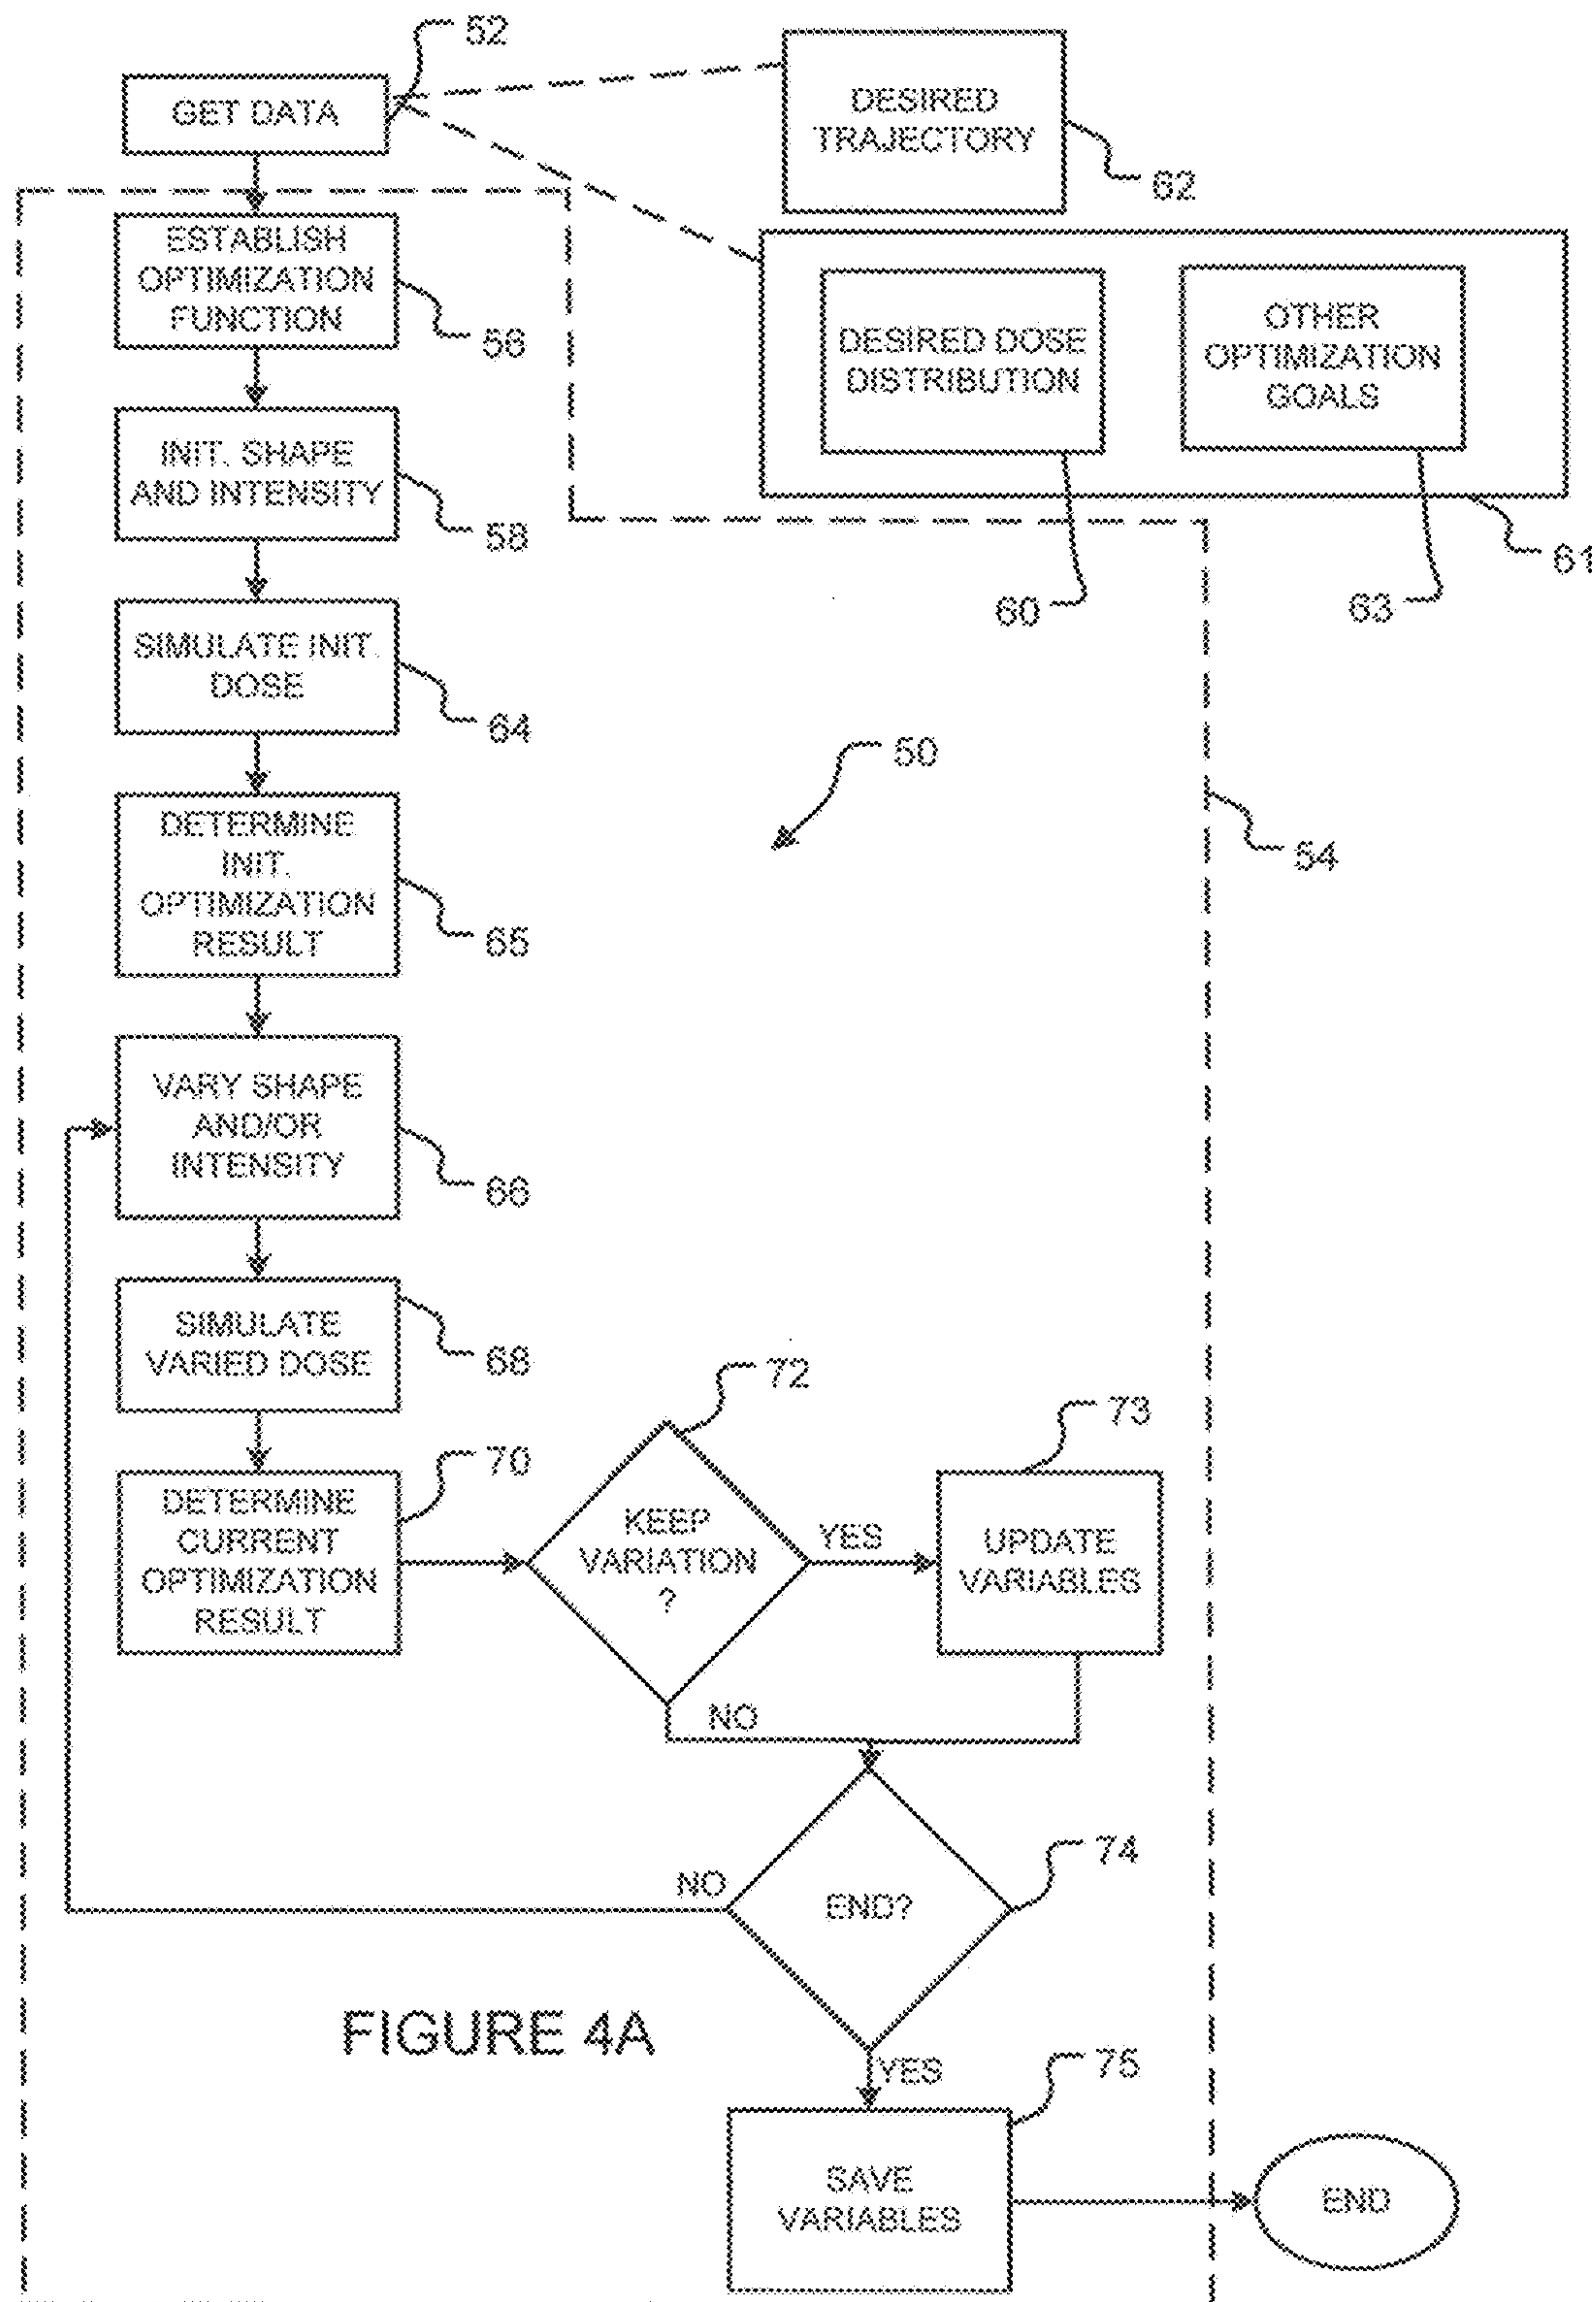 52
GET DATA
DESIRED
TRAJECTORY
62
ESTABLISH
OPTIMIZATION
FUNCTION
56
DESIRED DOSE
DISTRIBUTION
OTHER
OPTIMIZATION
GOALS
61
60
63
INIT. SHAPE
AND INTENSITY
58
SIMULATE INIT.
DOSE
64
50
54
DETERMINE
INIT.
OPTIMIZATION
RESULT
65
VARY SHAPE
AND/OR
INTENSITY
66
SIMULATE
VARIED DOSE
68
DETERMINE
CURRENT
OPTIMIZATION
RESULT
70
72
KEEP
VARIATION
?
YES
NO
73
UPDATE
VARIABLES
74
END?
NO
YES
FIGURE 4A
75
SAVE
VARIABLES
END